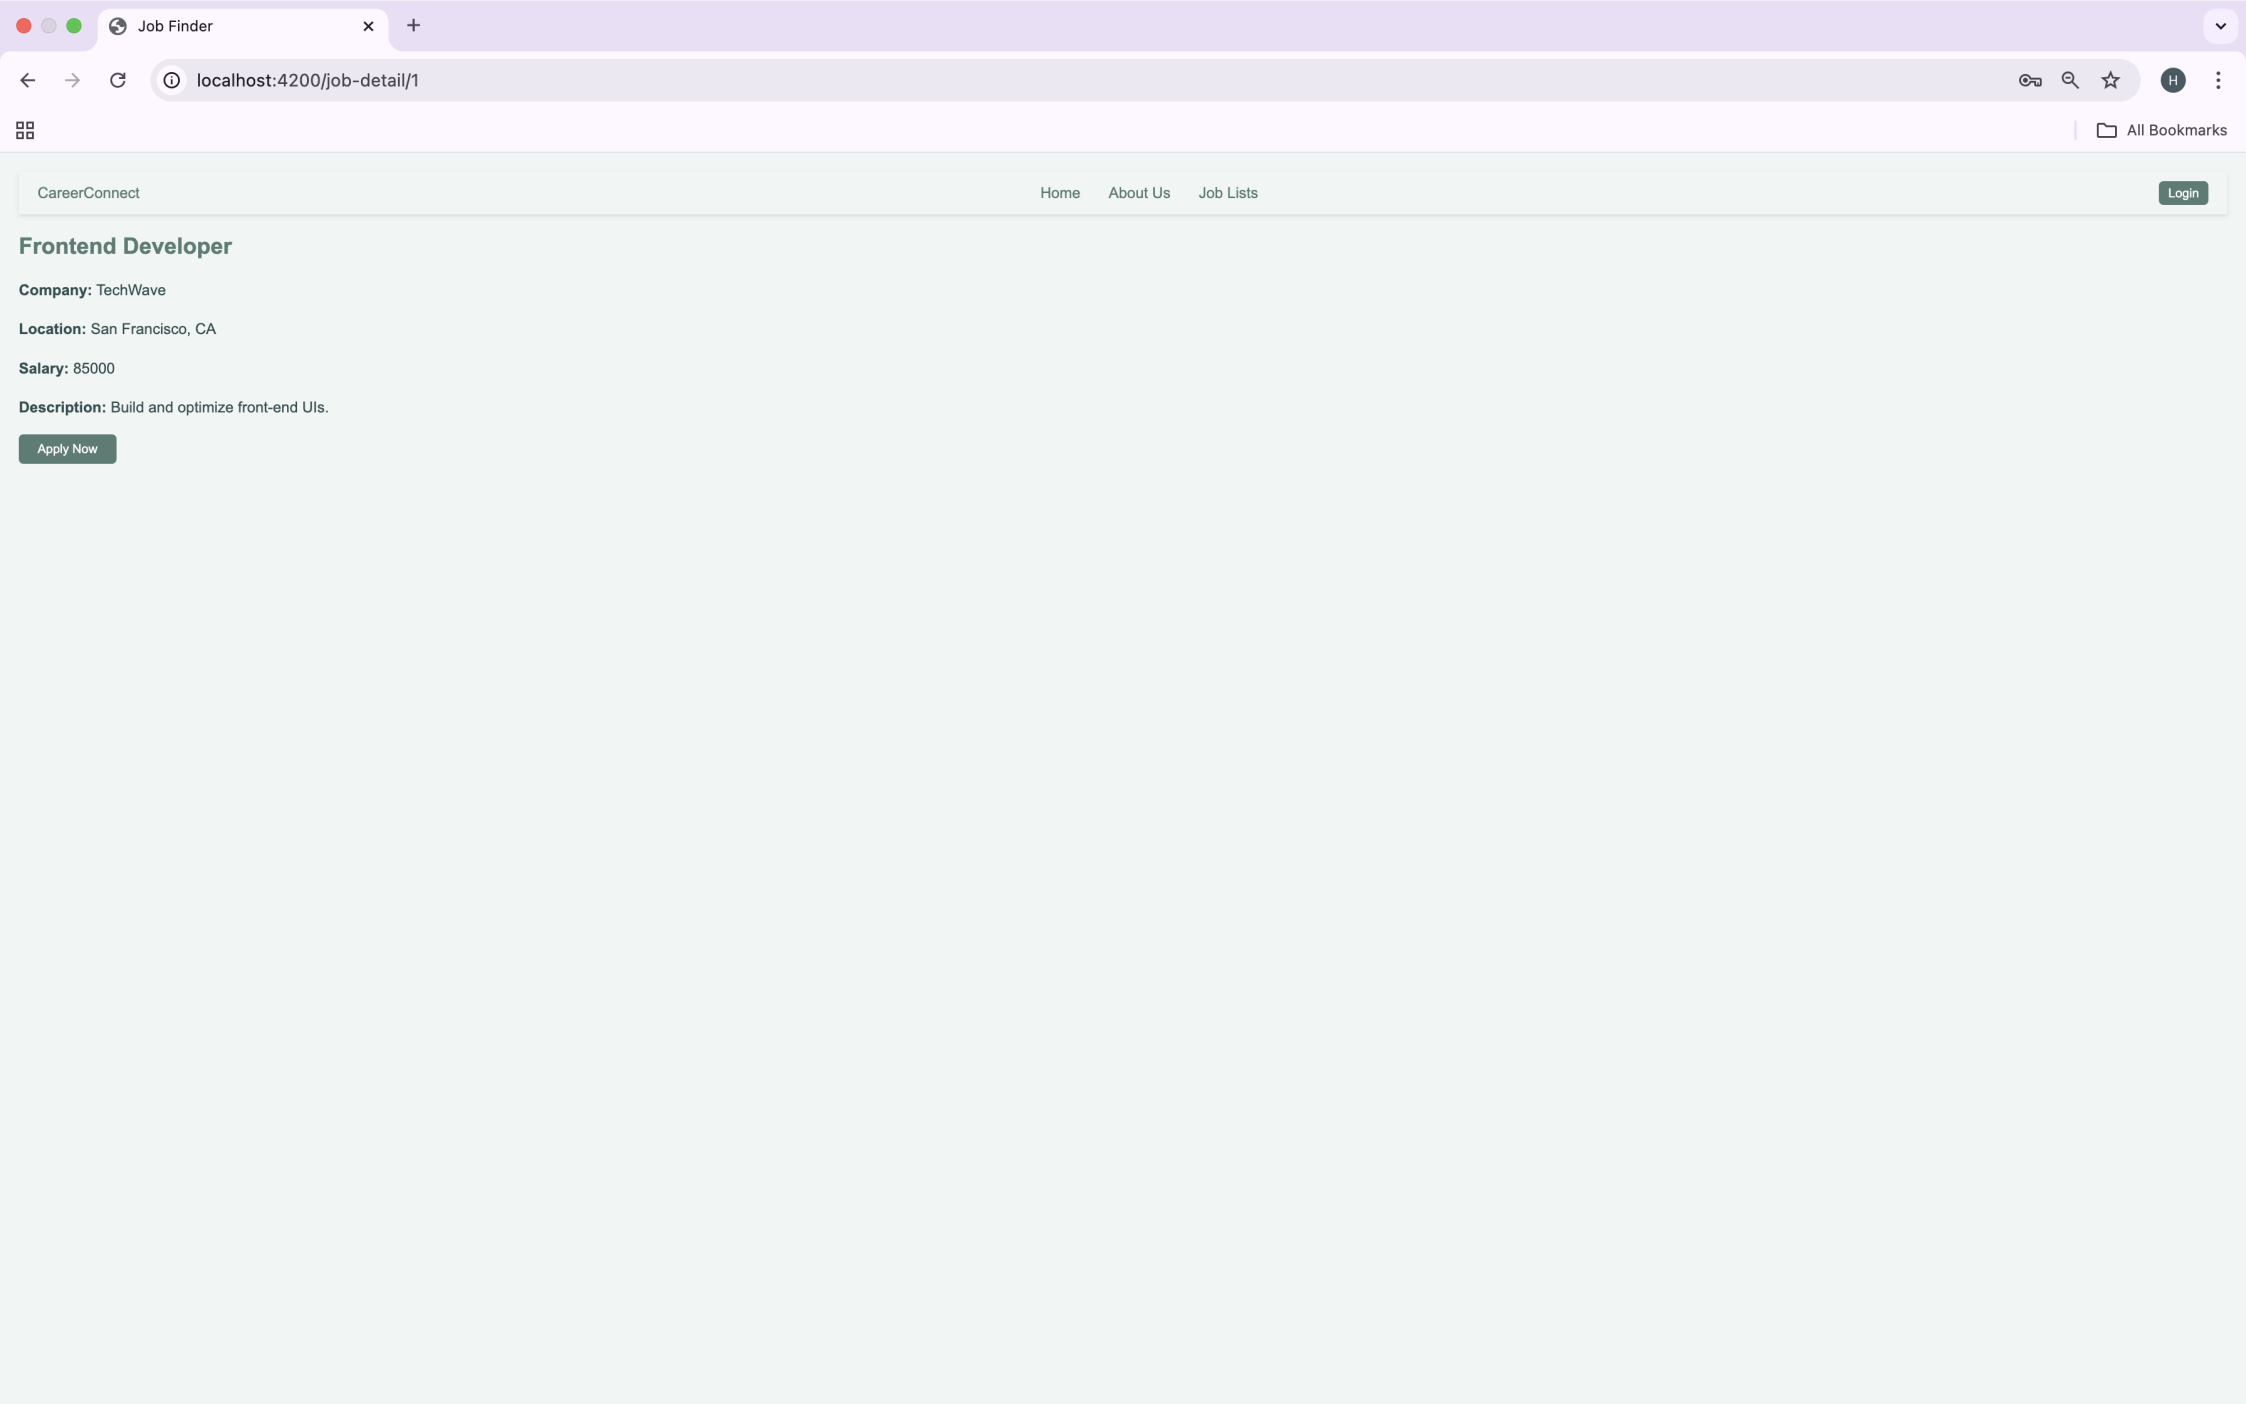 Job Finder
localhost:4200/job-detail/1
H
All Bookmarks
CareerConnect Home About Us Job Lists Login
Frontend Developer
Company: TechWave
Location: San Francisco, CA
Salary: 85000
Description: Build and optimize front-end UIs.
Apply Now